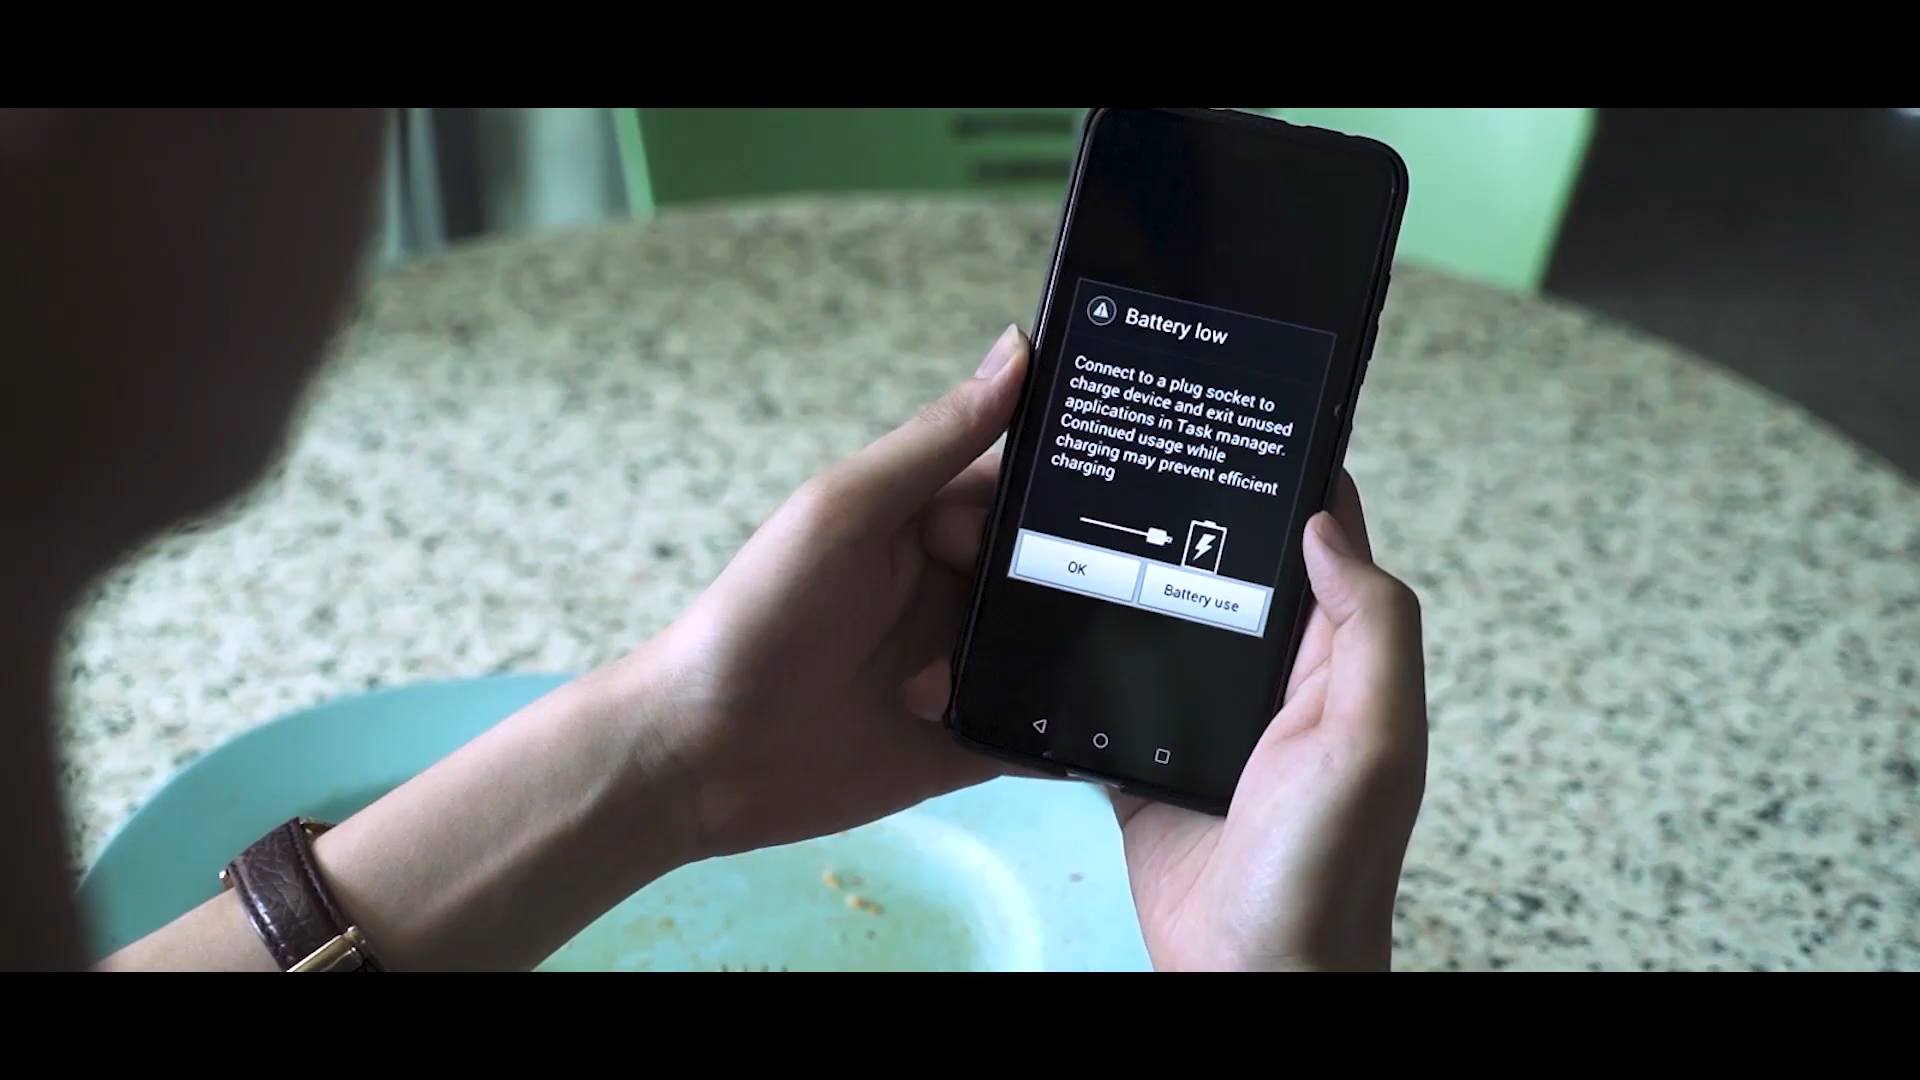 Battery low
Connect to a plug socket to
charge device and exit unused
applications in Task manager.
Continued usage while
charging may prevent efficient
charging
OK
Battery use